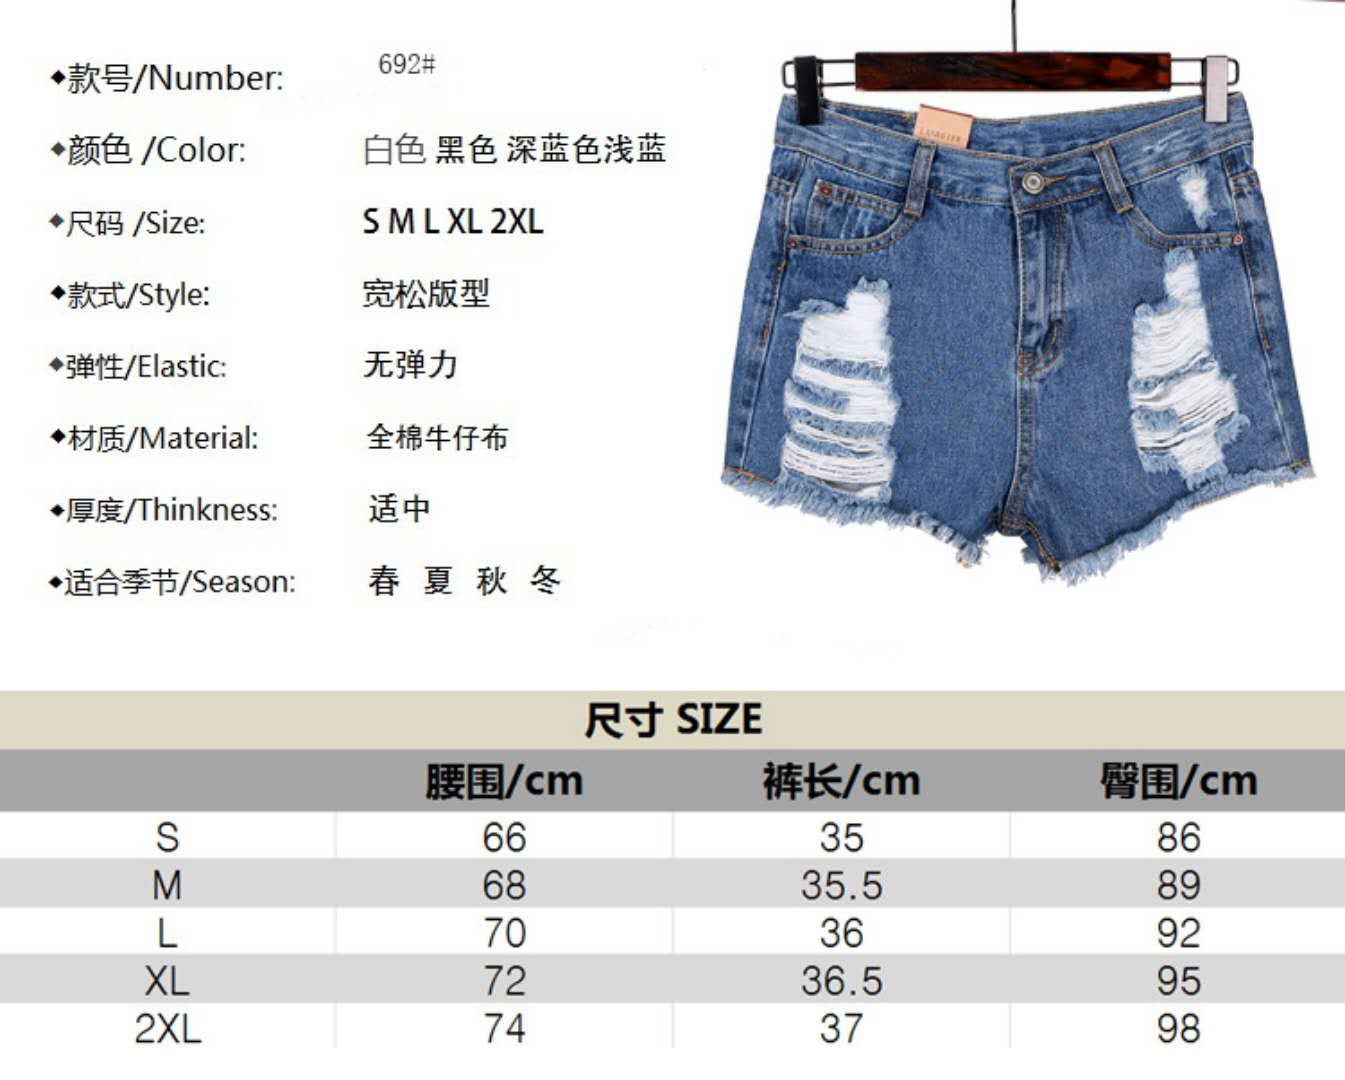 ◆款号/Number: 692#
◆颜色 /Color: 白色 黑色 深蓝色浅蓝
◆尺码 /Size: S M L XL 2XL
◆款式/Style: 宽松版型
◆弹性/Elastic: 无弹力
◆材质/Material: 全棉牛仔布
◆厚度/Thinkness: 适中
◆适合季节/Season: 春 夏 秋 冬
尺寸 SIZE
腰围/cm 裤长/cm 臀围/cm
S 66 35 86
M 68 35.5 89
L 70 36 92
XL 72 36.5 95
2XL 74 37 98